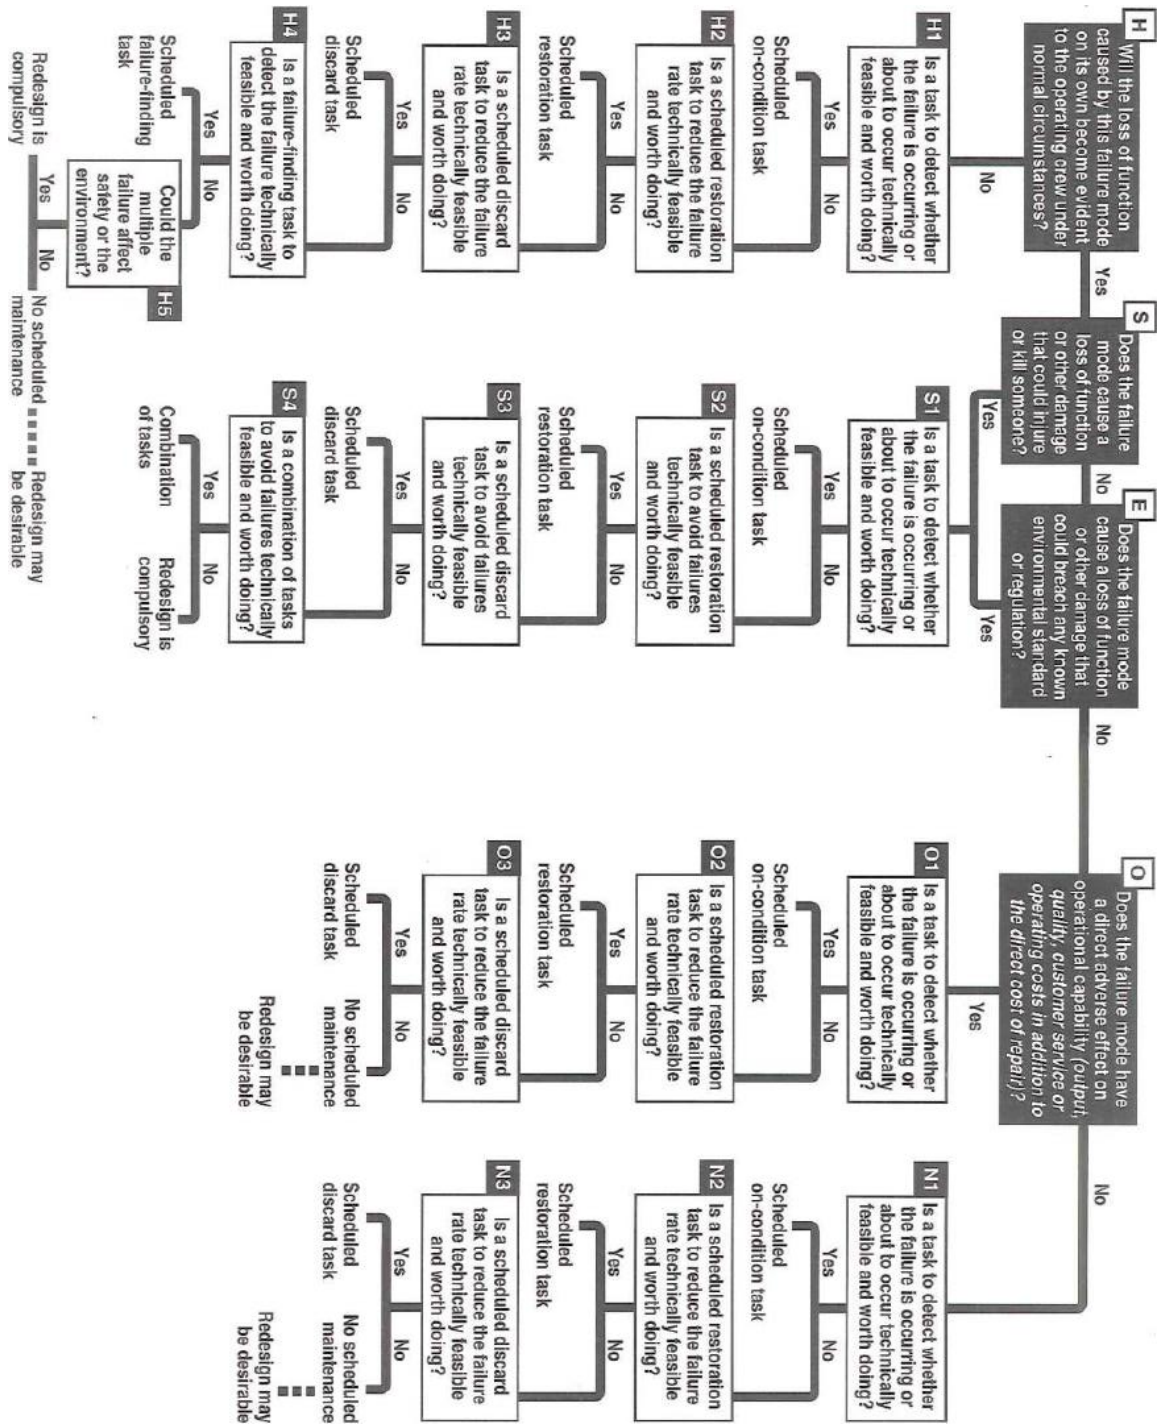 H
Will the loss of function
caused by this failure mode
on its own become evident
to the operating crew under
normal circumstances?
Yes
No
S
Does the failure
mode cause a
loss of function
or other damage
that could injure
or kill someone?
No
Yes
E
Does the failure mode
cause a loss of function
or other damage that
could breach any known
environmental standard
or regulation?
No
Yes
O
Does the failure mode have
a direct adverse effect on
operational capability (output,
quality, customer service or
operating costs in addition to
the direct cost of repair)?
Yes
No
H1
Is a task to detect whether
the failure is occurring or
about to occur technically
feasible and worth doing?
Yes
No
Scheduled
on-condition task
H2
Is a scheduled restoration
task to reduce the failure
rate technically feasible
and worth doing?
Yes
No
Scheduled
restoration task
H3
Is a scheduled discard
task to reduce the failure
rate technically feasible
and worth doing?
Yes
No
Scheduled
discard task
H4
Is a failure-finding task to
detect the failure technically
feasible and worth doing?
Yes
No
Scheduled
failure-finding
task
H5
Could the
multiple
failure affect
safety or the
environment?
Yes
No
Redesign is
compulsory
No scheduled
maintenance
Redesign may
be desirable
S1
Is a task to detect whether
the failure is occurring or
about to occur technically
feasible and worth doing?
Yes
No
Scheduled
on-condition task
S2
Is a scheduled restoration
task to avoid failures
technically feasible
and worth doing?
Yes
No
Scheduled
restoration task
S3
Is a scheduled discard
task to avoid failures
technically feasible
and worth doing?
Yes
No
Scheduled
discard task
S4
Is a combination of tasks
to avoid failures technically
feasible and worth doing?
Yes
No
Combination
of tasks
Redesign is
compulsory
O1
Is a task to detect whether
the failure is occurring or
about to occur technically
feasible and worth doing?
Yes
No
Scheduled
on-condition task
O2
Is a scheduled restoration
task to reduce the failure
rate technically feasible
and worth doing?
Yes
No
Scheduled
restoration task
O3
Is a scheduled discard
task to reduce the failure
rate technically feasible
and worth doing?
Yes
No
Scheduled
discard task
No scheduled
maintenance
Redesign may
be desirable
N1
Is a task to detect whether
the failure is occurring or
about to occur technically
feasible and worth doing?
Yes
No
Scheduled
on-condition task
N2
Is a scheduled restoration
task to reduce the failure
rate technically feasible
and worth doing?
Yes
No
Scheduled
restoration task
N3
Is a scheduled discard
task to reduce the failure
rate technically feasible
and worth doing?
Yes
No
Scheduled
discard task
No scheduled
maintenance
Redesign may
be desirable